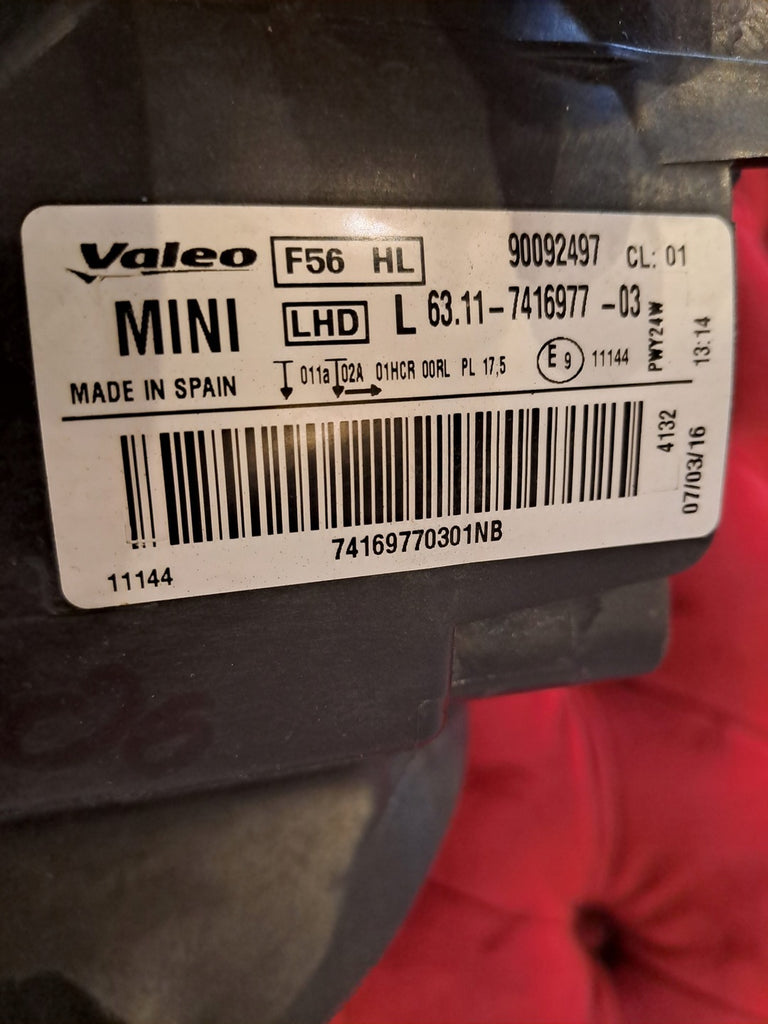 Valeo F56 HL 90092497 CL: 01
MINI LHD L 63.11-7416977-03
MADE IN SPAIN 011a 02A 01HCR 00RL PL 17,5 E9 11144
PWY24W
13:14
4132
07/03/16
74169770301NB
11144